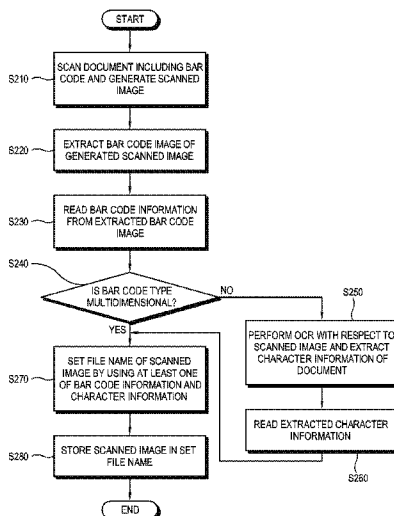 START
S210
SCAN DOCUMENT INCLUDING BAR
CODE AND GENERATE SCANNED
IMAGE
S220
EXTRACT BAR CODE IMAGE OF
GENERATED SCANNED IMAGE
S230
READ BAR CODE INFORMATION
FROM EXTRACTED BAR CODE
IMAGE
S240
IS BAR CODE TYPE
MULTIDIMENSIONAL?
NO
YES
S250
PERFORM OCR WITH RESPECT TO
SCANNED IMAGE AND EXTRACT
CHARACTER INFORMATION OF
DOCUMENT
READ EXTRACTED CHARACTER
INFORMATION
S260
S270
SET FILE NAME OF SCANNED
IMAGE BY USING AT LEAST ONE
OF BAR CODE INFORMATION AND
CHARACTER INFORMATION
S280
STORE SCANNED IMAGE IN SET
FILE NAME
END